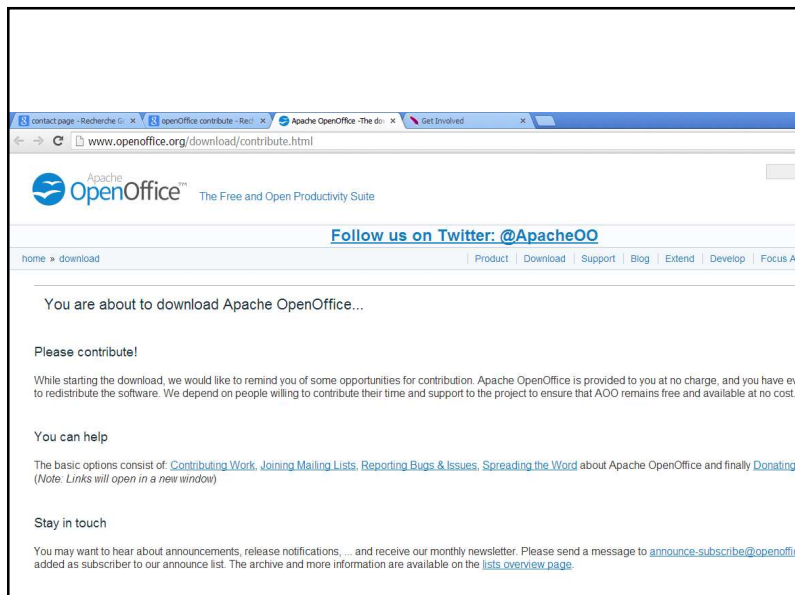 contact page - Recherche Go
openOffice contribute - Rech
Apache OpenOffice -The do
Get Involved
www.openoffice.org/download/contribute.html
Apache
OpenOffice™ The Free and Open Productivity Suite
Follow us on Twitter: @ApacheOO
home » download Product Download Support Blog Extend Develop Focus A
You are about to download Apache OpenOffice...
Please contribute!
While starting the download, we would like to remind you of some opportunities for contribution. Apache OpenOffice is provided to you at no charge, and you have ev
to redistribute the software. We depend on people willing to contribute their time and support to the project to ensure that AOO remains free and available at no cost.
You can help
The basic options consist of: Contributing Work, Joining Mailing Lists, Reporting Bugs & Issues, Spreading the Word about Apache OpenOffice and finally Donating
(Note: Links will open in a new window)
Stay in touch
You may want to hear about announcements, release notifications, ... and receive our monthly newsletter. Please send a message to announce-subscribe@openoffic
added as subscriber to our announce list. The archive and more information are available on the lists overview page.